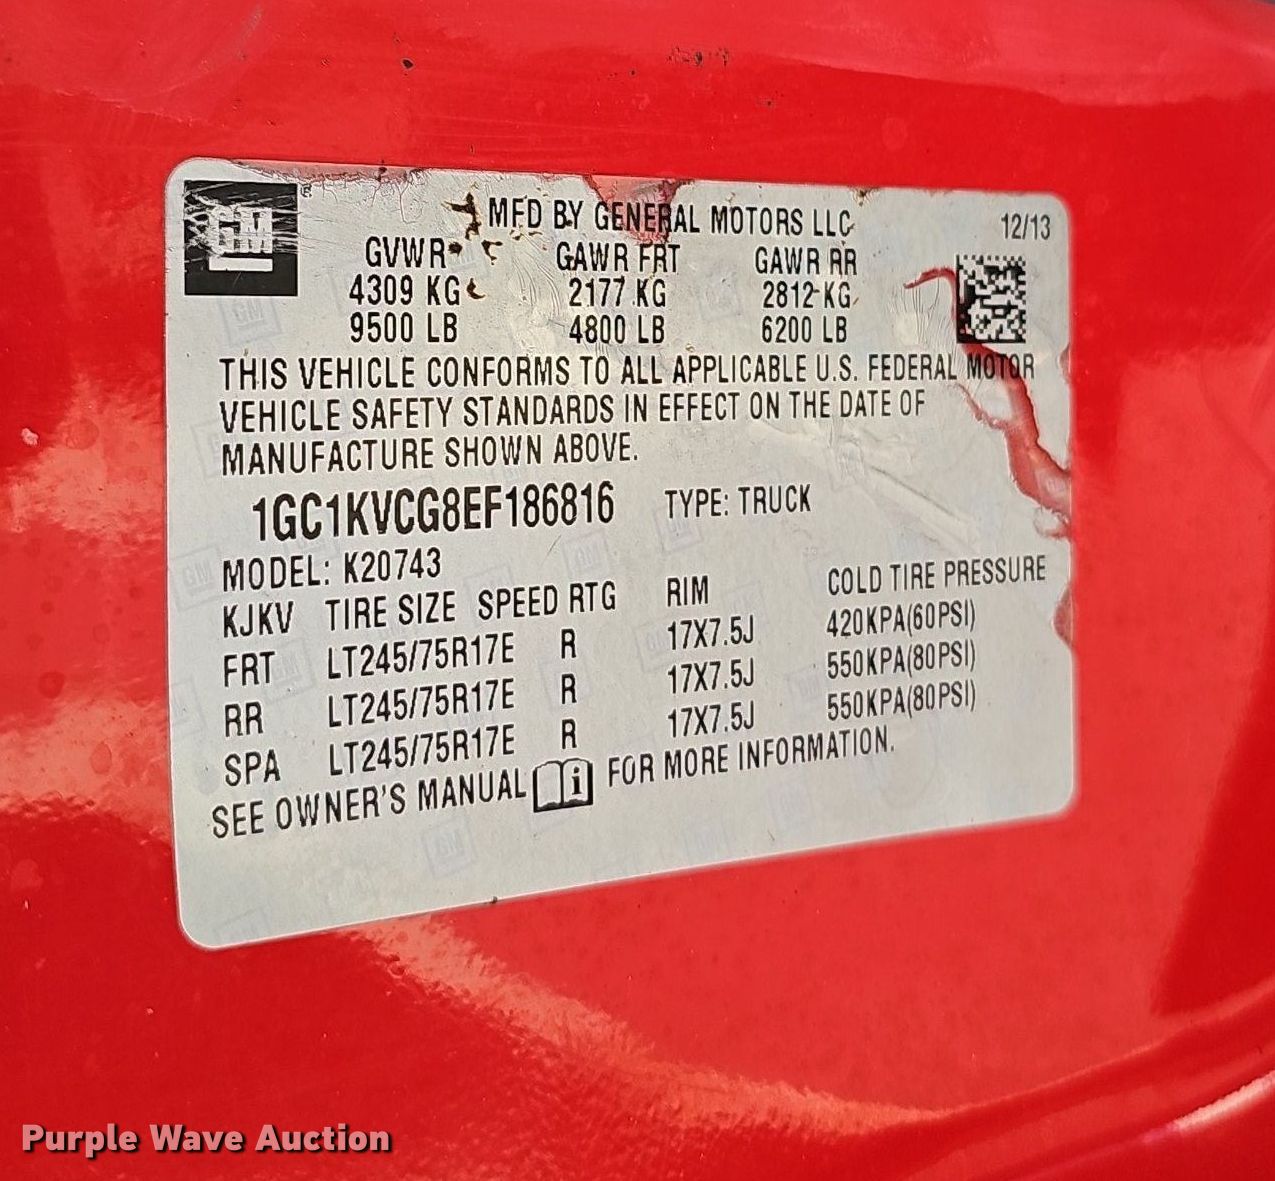 GM
MFD BY GENERAL MOTORS LLC 12/13
GVWR GAWR FRT GAWR RR
4309 KG 2177 KG 2812 KG
9500 LB 4800 LB 6200 LB
THIS VEHICLE CONFORMS TO ALL APPLICABLE U.S. FEDERAL MOTOR
VEHICLE SAFETY STANDARDS IN EFFECT ON THE DATE OF
MANUFACTURE SHOWN ABOVE.
1GC1KVCG8EF186816 TYPE: TRUCK
MODEL: K20743
KJKV TIRE SIZE SPEED RTG RIM COLD TIRE PRESSURE
FRT LT245/75R17E R 17X7.5J 420KPA(60PSI)
RR LT245/75R17E R 17X7.5J 550KPA(80PSI)
SPA LT245/75R17E R 17X7.5J 550KPA(80PSI)
SEE OWNER'S MANUAL i FOR MORE INFORMATION.
Purple Wave Auction